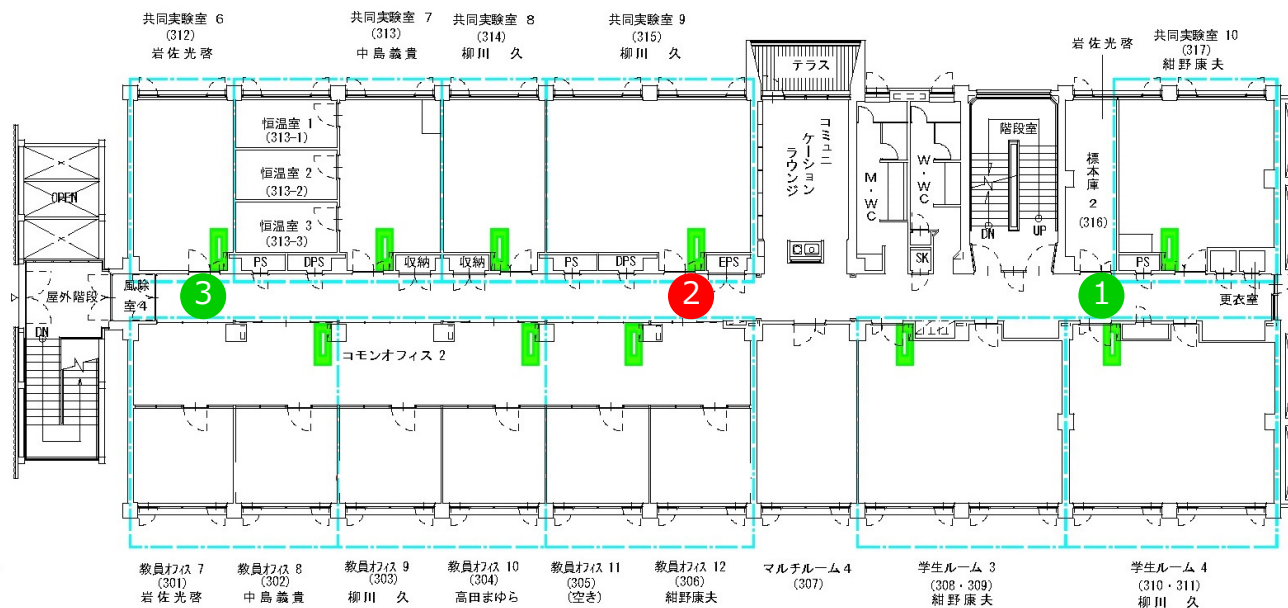 共同実験室 6
(312)
岩佐光啓
共同実験室 7
(313)
中島義貴
共同実験室 8
(314)
柳川 久
共同実験室 9
(315)
柳川 久
テラス
岩佐光啓
共同実験室 10
(317)
紺野康夫
恒温室 1
(313-1)
恒温室 2
(313-2)
恒温室 3
(313-3)
コミュニ
ケーション
ラウンジ
M・WC
W・WC
SK
階段室
DN
UP
標本庫 2
(316)
OPEN
PS
DPS
収納
収納
PS
DPS
EPS
PS
屋外階段
DN
風除
室4
3
2
1
更衣室
コモンオフィス 2
教員オフィス 7
(301)
岩佐光啓
教員オフィス 8
(302)
中島義貴
教員オフィス 9
(303)
柳川 久
教員オフィス 10
(304)
高田まゆら
教員オフィス 11
(305)
(空き)
教員オフィス 12
(306)
紺野康夫
マルチルーム 4
(307)
学生ルーム 3
(308・309)
紺野康夫
学生ルーム 4
(310・311)
柳川 久